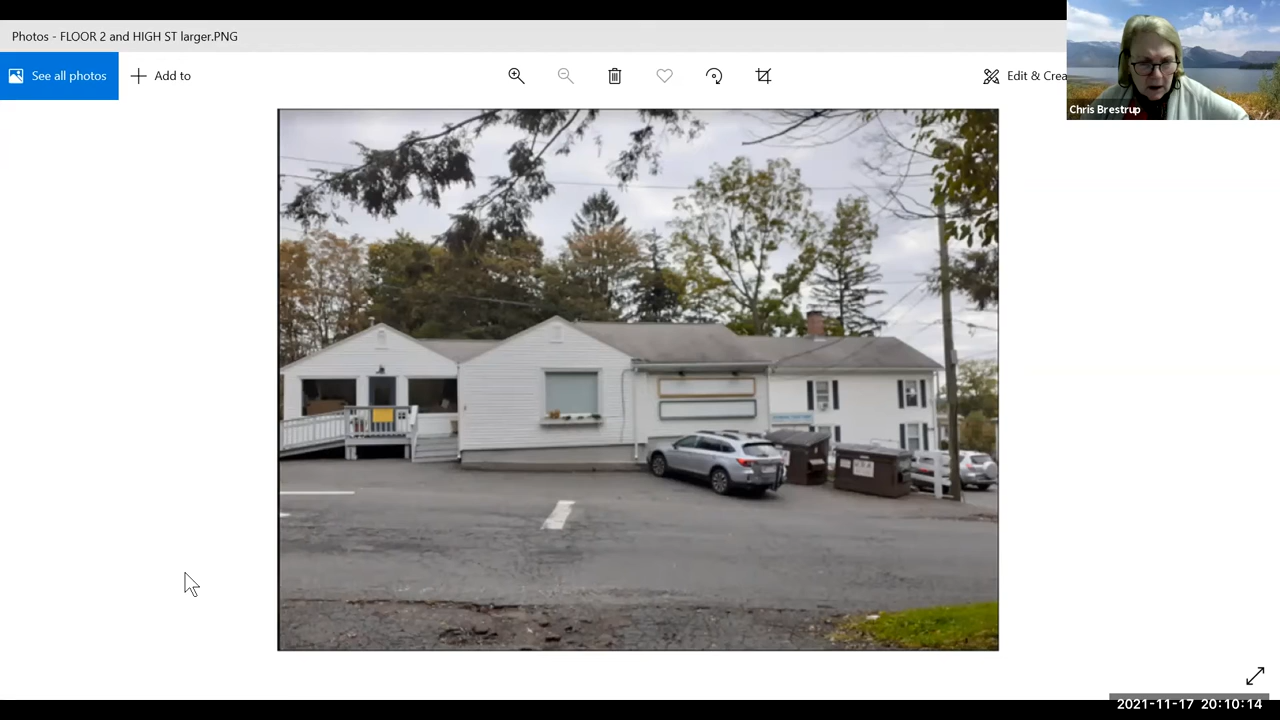 Photos - FLOOR 2 and HIGH ST larger.PNG
See all photos
Add to
Edit & Crea
Chris Brestrup
2021-11-17 20:10:14